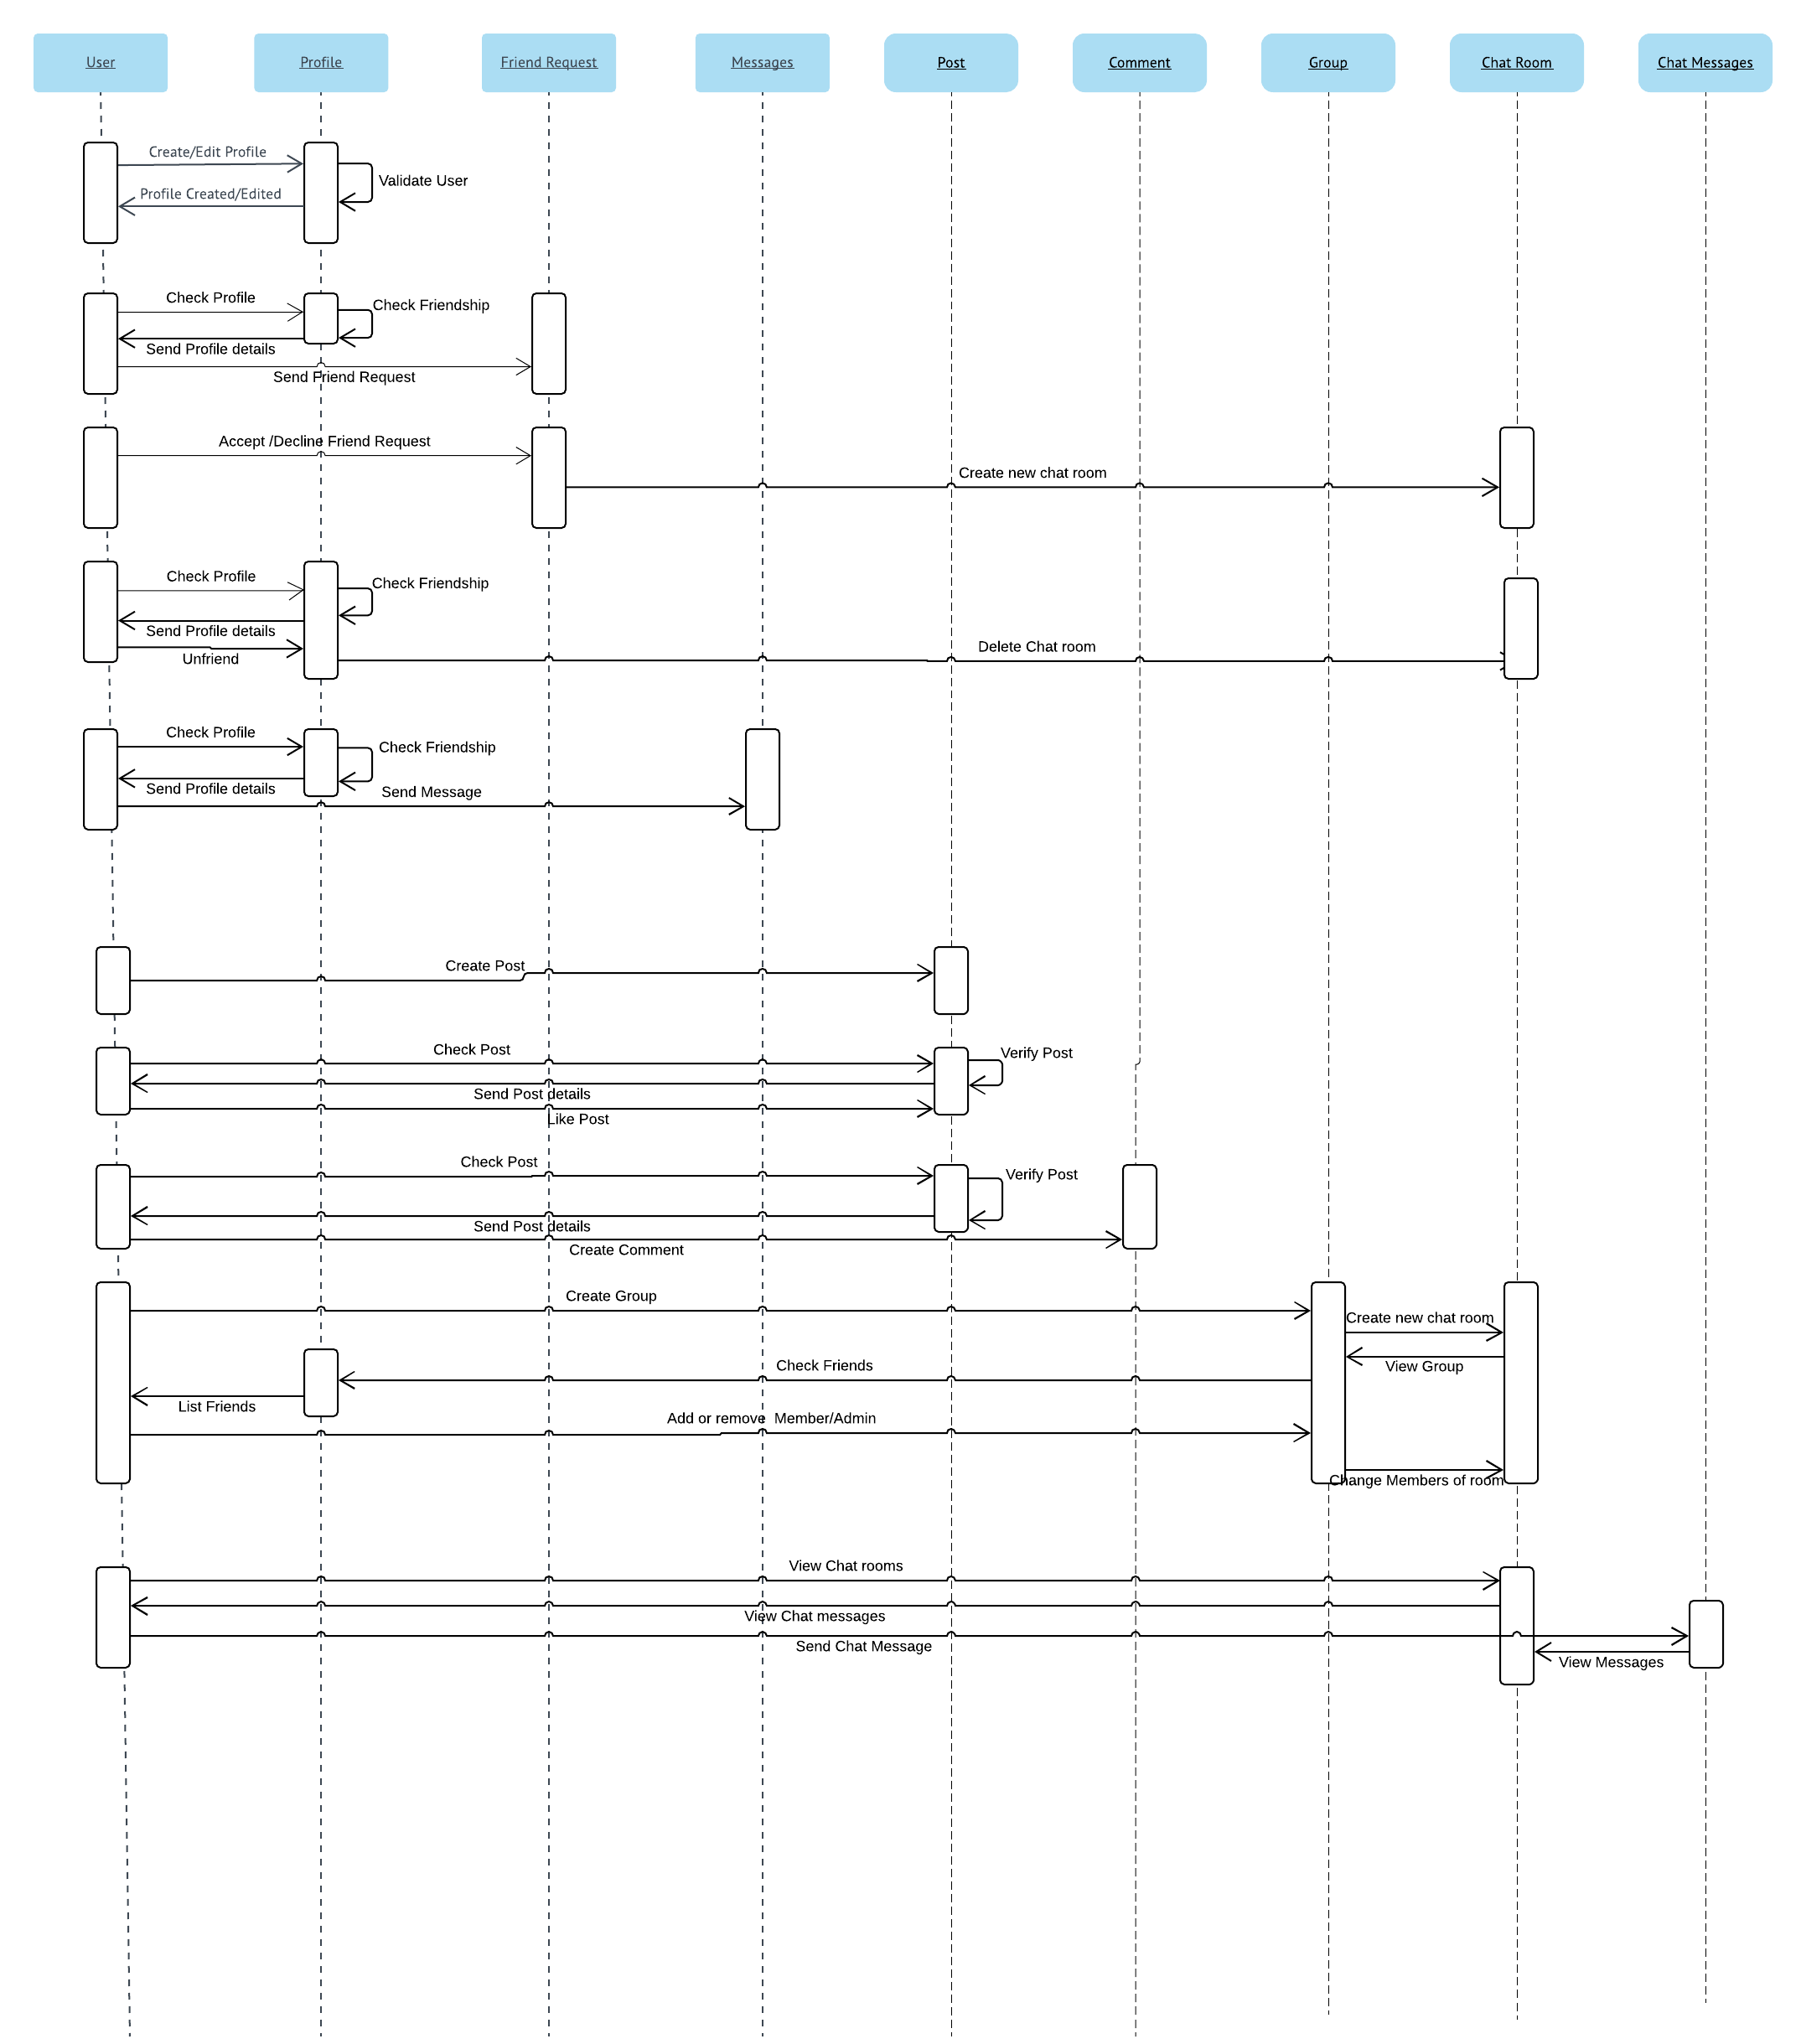 User
Profile
Friend Request
Messages
Post
Comment
Group
Chat Room
Chat Messages
Create/Edit Profile
Validate User
Profile Created/Edited
Check Profile
Check Friendship
Send Profile details
Send Friend Request
Accept /Decline Friend Request
Create new chat room
Check Profile
Check Friendship
Send Profile details
Delete Chat room
Unfriend
Check Profile
Check Friendship
Send Profile details
Send Message
Create Post
Check Post
Verify Post
Send Post details
Like Post
Check Post
Verify Post
Send Post details
Create Comment
Create Group
Create new chat room
Check Friends
View Group
List Friends
Add or remove  Member/Admin
Change Members of room
View Chat rooms
View Chat messages
Send Chat Message
View Messages